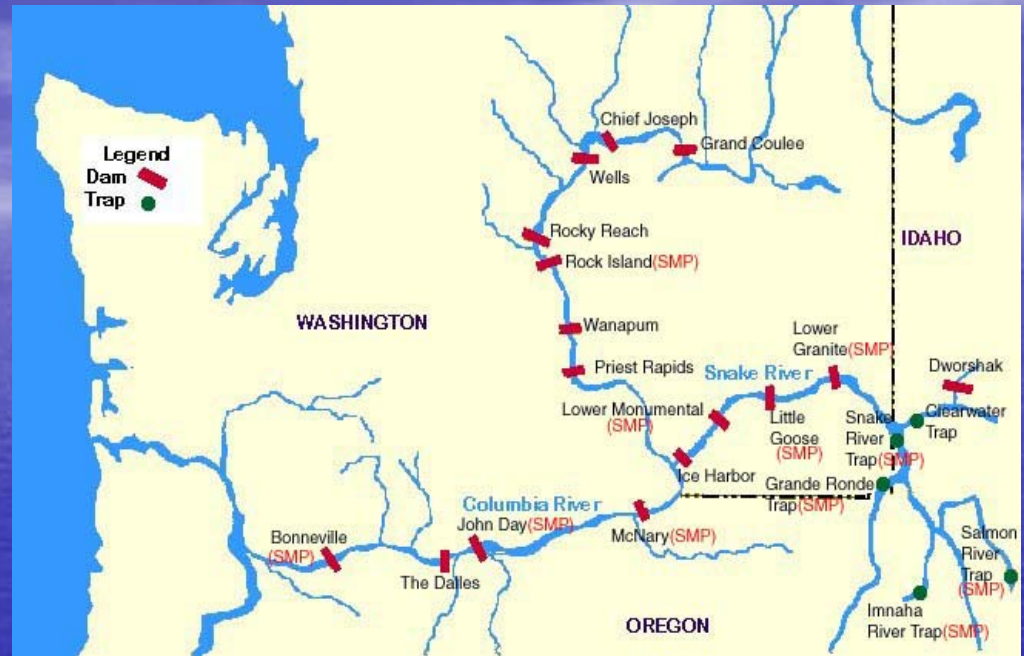 Legend
Dam
Trap
Chief Joseph
Grand Coulee
Wells
Rocky Reach
Rock Island(SMP)
IDAHO
WASHINGTON
Wanapum
Priest Rapids
Lower
Granite(SMP)
Snake River
Dworshak
Lower Monumental
(SMP)
Little
Goose
(SMP)
Snake
River
Trap(SMP)
Clearwater
Trap
Ice Harbor
Grande Ronde
Trap(SMP)
Columbia River
John Day(SMP)
McNary(SMP)
Bonneville
(SMP)
The Dalles
Salmon
River
Trap
(SMP)
Imnaha
River Trap(SMP)
OREGON